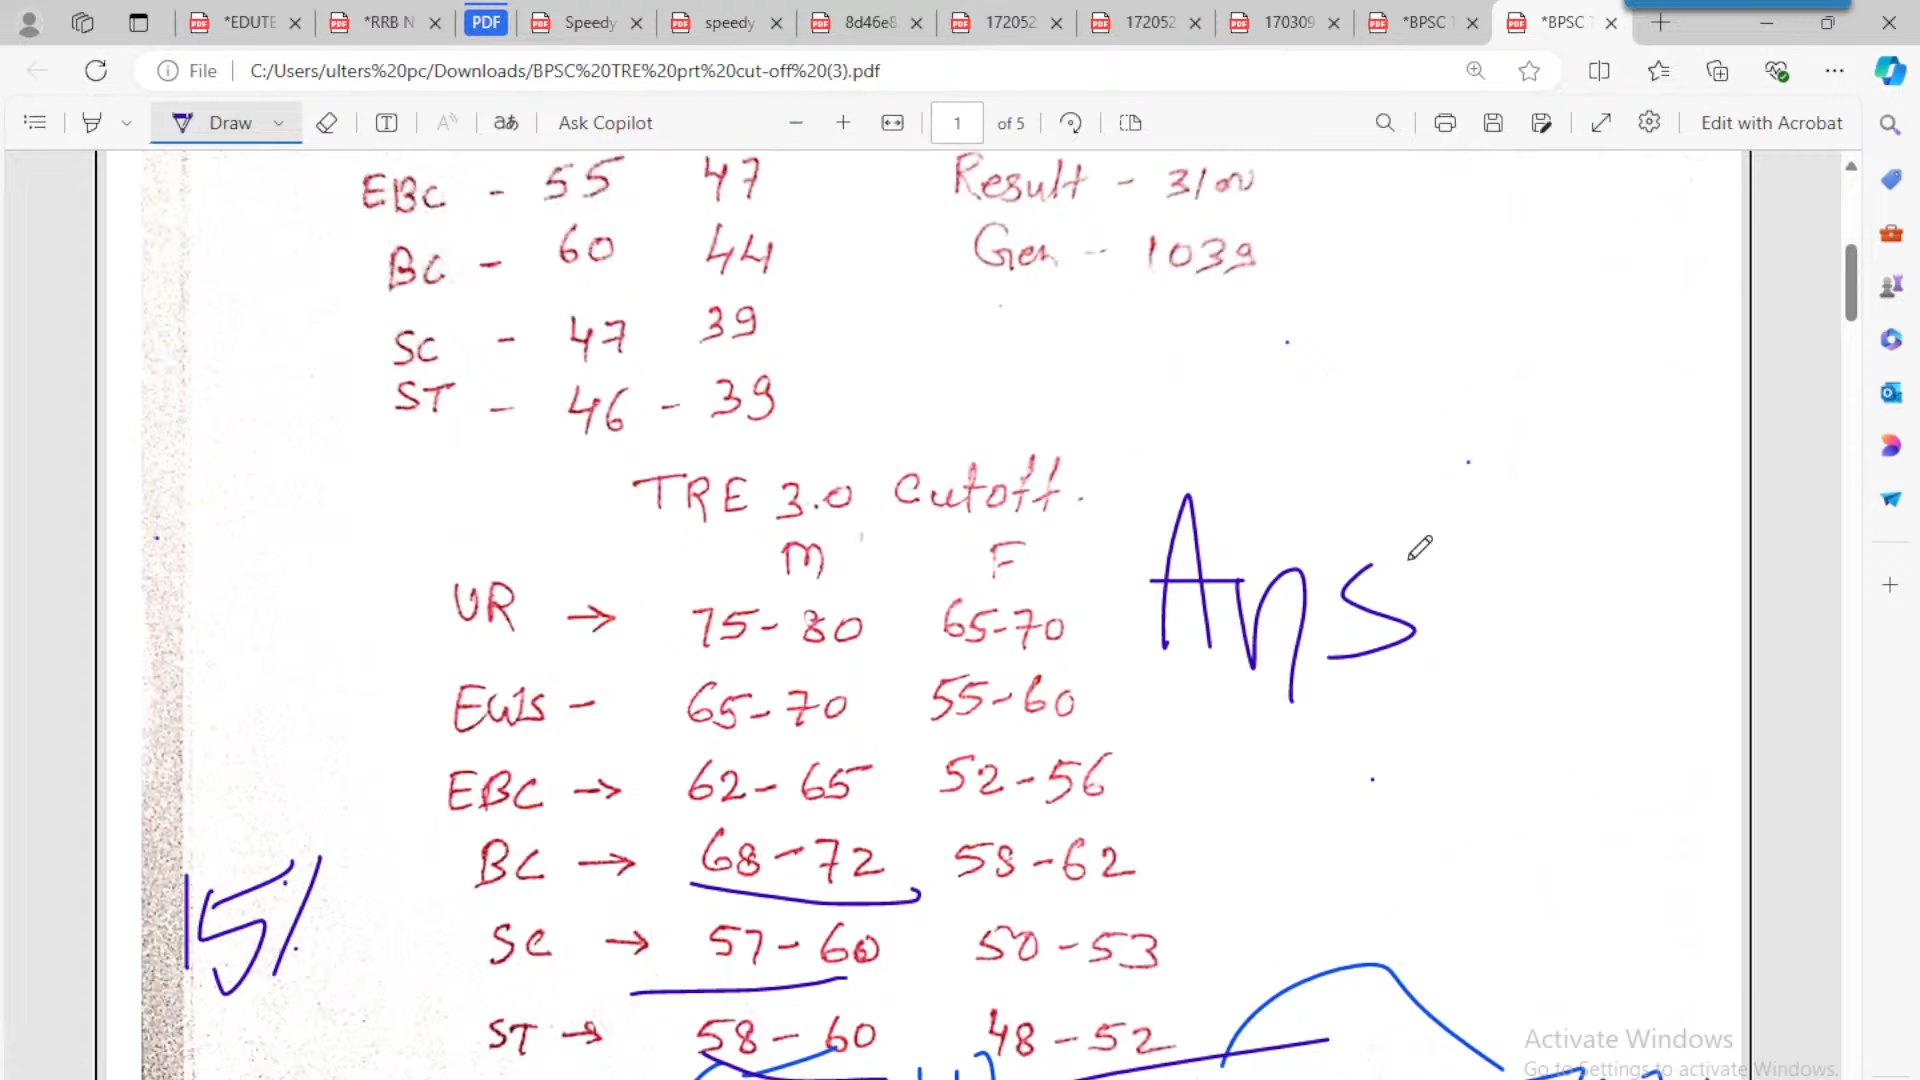 *EDUTE *RRB N PDF Speedy speedy 8d46e8 172052 172052 170309 *BPSC T *BPSC T
File C:/Users/ulters%20pc/Downloads/BPSC%20TRE%20prt%20cut-off%20(3).pdf
Draw T aあ Ask Copilot 1 of 5 Edit with Acrobat
EBC - 55 47 Result - 3100
BC - 60 44 Gen - 1039
SC - 47 39
ST - 46 - 39
TRE 3.0 Cutoff.
M F
UR → 75-80 65-70
Ans
EWS - 65-70 55-60
EBC → 62-65 52-56
BC → 68-72 58-62
15%
SC → 57-60 50-53
ST → 58-60 48-52
Activate Windows
Go to Settings to activate Windows.